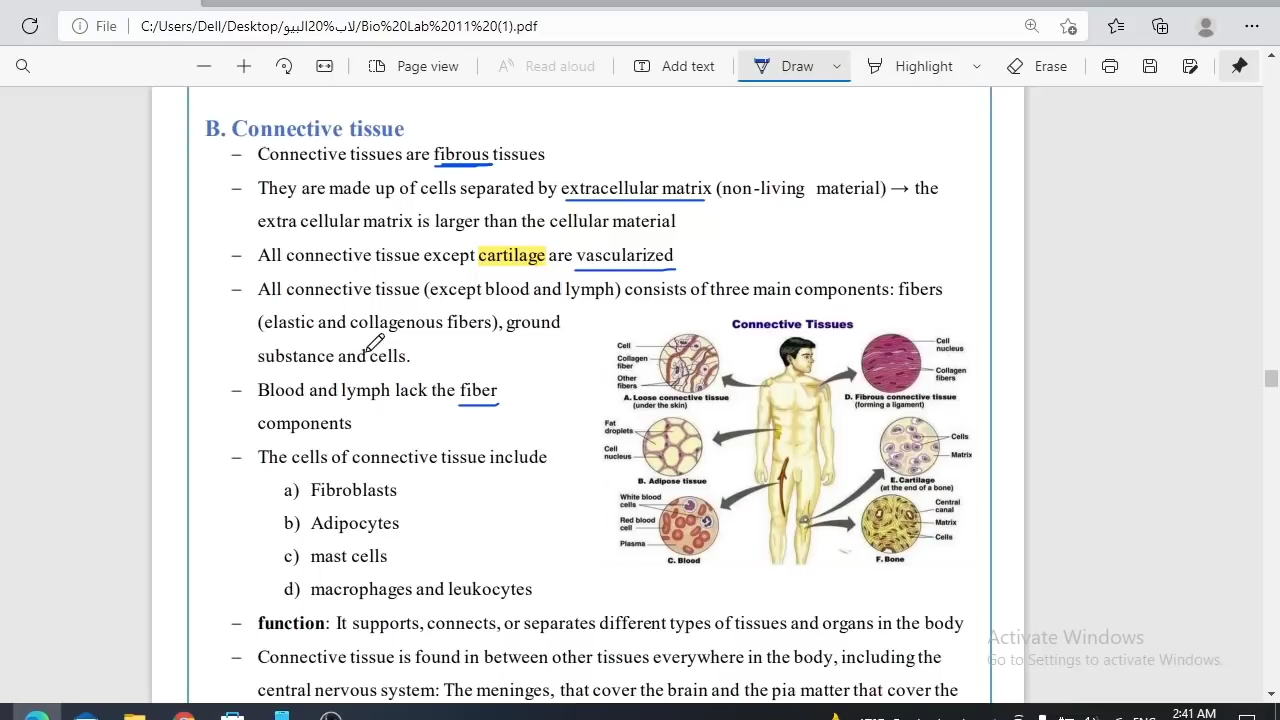 File
C:/Users/Dell/Desktop/لاب%20البيو/Bio%20Lab%2011%20(1).pdf
Page view
Read aloud
Add text
Draw
Highlight
Erase
B. Connective tissue
– Connective tissues are fibrous tissues
– They are made up of cells separated by extracellular matrix (non-living material) → the
extra cellular matrix is larger than the cellular material
– All connective tissue except cartilage are vascularized
– All connective tissue (except blood and lymph) consists of three main components: fibers
(elastic and collagenous fibers), ground
substance and cells.
– Blood and lymph lack the fiber
components
– The cells of connective tissue include
a) Fibroblasts
b) Adipocytes
c) mast cells
d) macrophages and leukocytes
Connective Tissues
Cell
Collagen
fiber
Other
fibers
A. Loose connective tissue
(under the skin)
Cell
nucleus
Collagen
fibers
D. Fibrous connective tissue
(forming a ligament)
Fat
droplets
Cell
nucleus
B. Adipose tissue
Cells
Matrix
E. Cartilage
(at the end of a bone)
White blood
cells
Red blood
cell
Plasma
C. Blood
Central
canal
Matrix
Cells
F. Bone
– function: It supports, connects, or separates different types of tissues and organs in the body
– Connective tissue is found in between other tissues everywhere in the body, including the
central nervous system: The meninges, that cover the brain and the pia matter that cover the
Activate Windows
Go to Settings to activate Windows.
2:41 AM